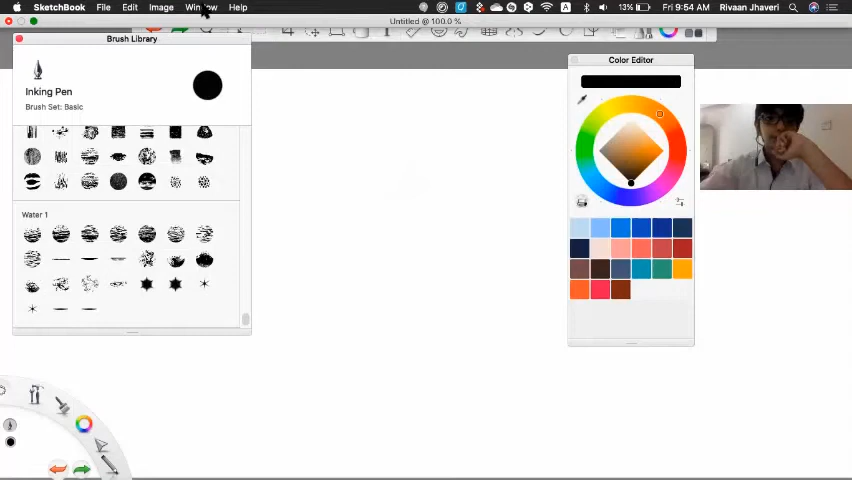 SketchBook File Edit Image Window Help 13% Fri 9:54 AM Rivaan Jhaveri
Untitled @ 100.0 %
Brush Library
Inking Pen
Brush Set: Basic
Water 1
Color Editor